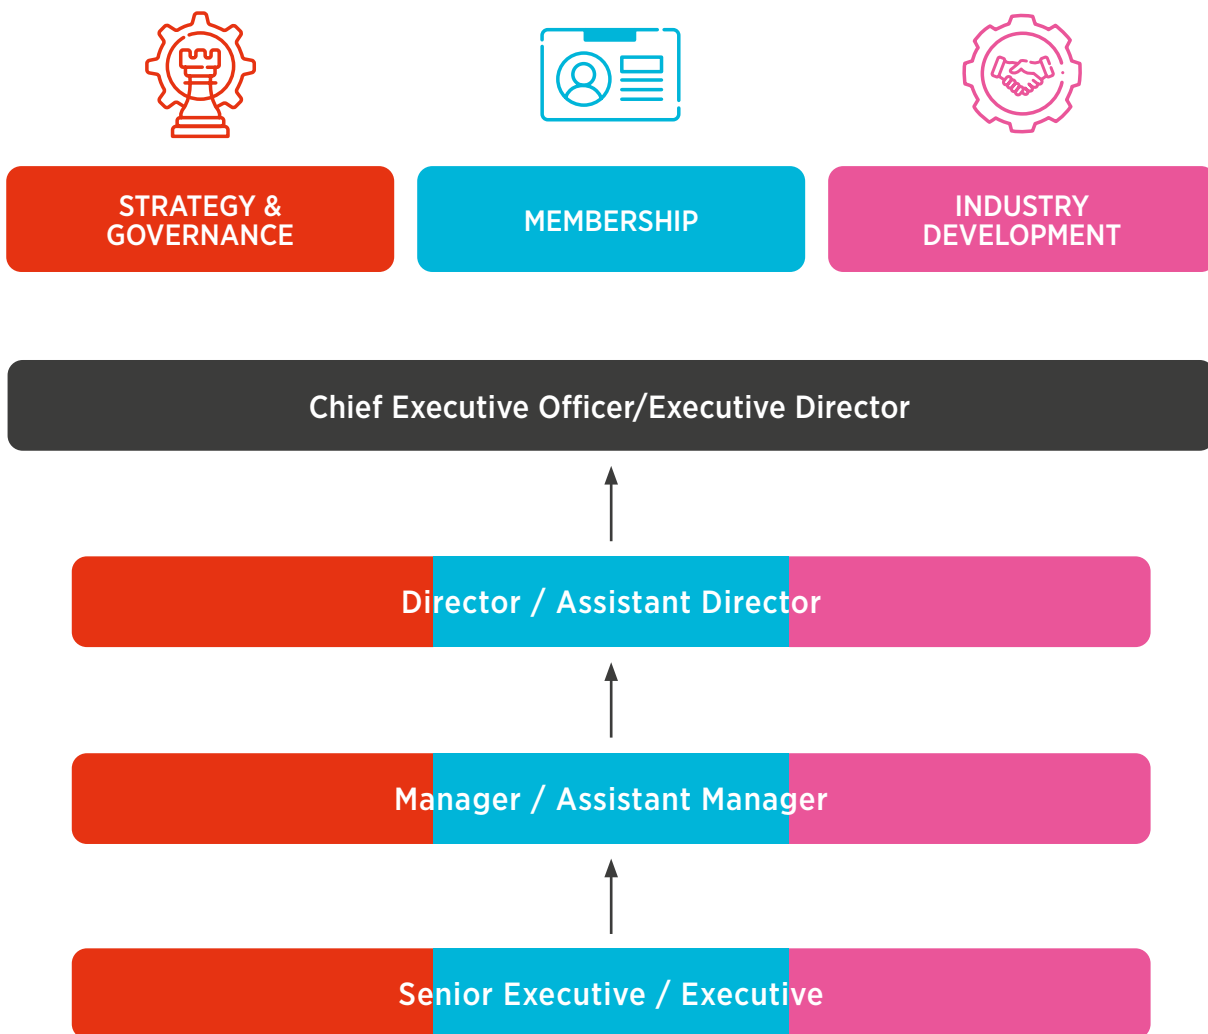 STRATEGY &
GOVERNANCE
MEMBERSHIP
INDUSTRY
DEVELOPMENT
Chief Executive Officer/Executive Director
Director / Assistant Director
Manager / Assistant Manager
Senior Executive / Executive